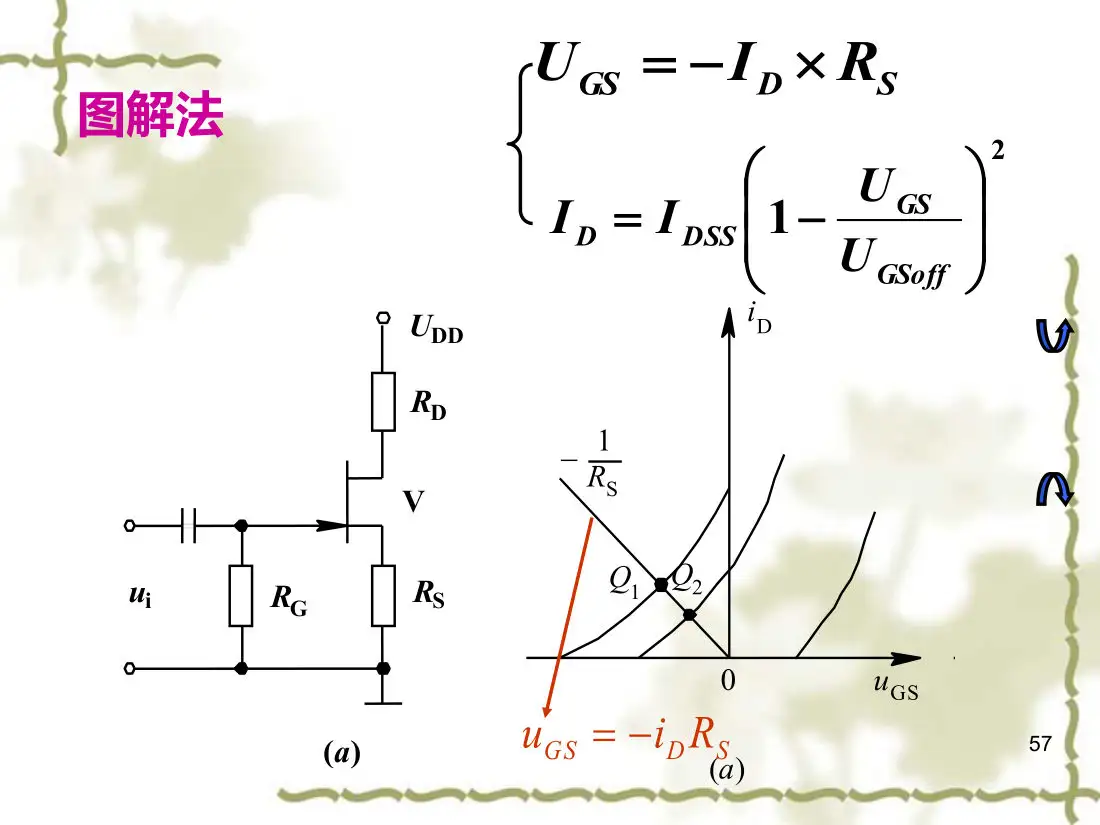 图解法
U_GS = −I_D × R_S
I_D = I_DSS (1 − U_GS / U_GSoff)²
U_DD
R_D
V
u_i
R_G
R_S
(a)
i_D
− 1/R_S
Q_1
Q_2
0
u_GS
u_GS = −i_D R_S
(a)
57